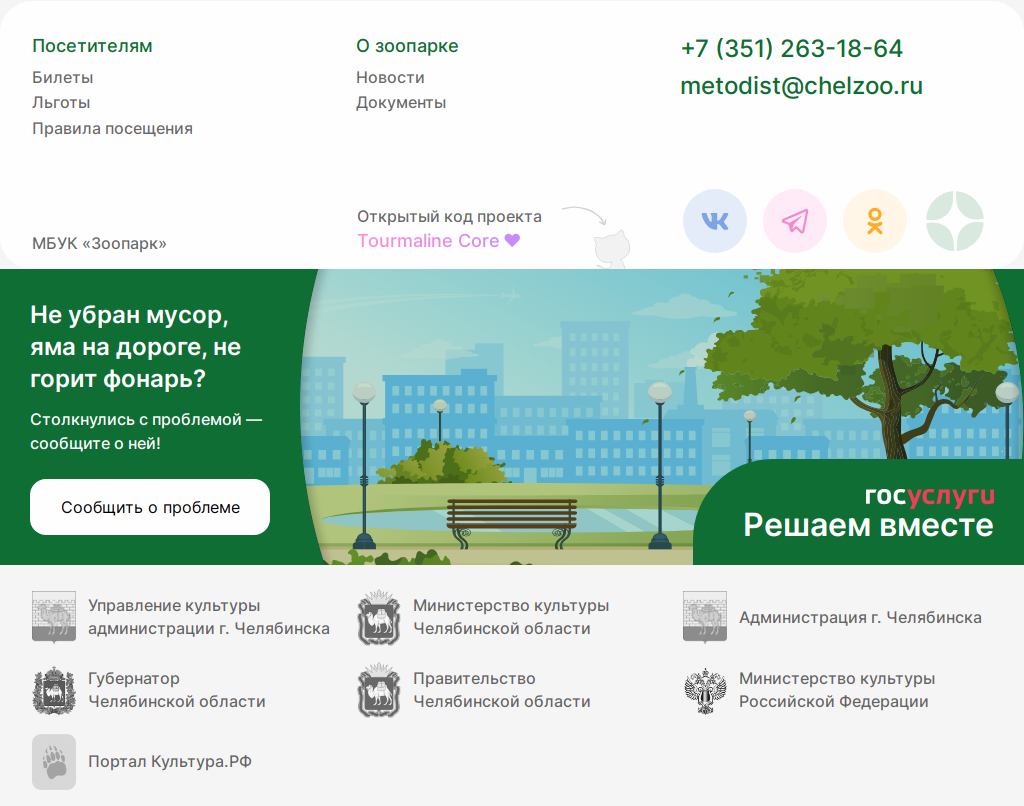 Посетителям
Билеты
Льготы
Правила посещения
О зоопарке
Новости
Документы
+7 (351) 263-18-64
metodist@chelzoo.ru
МБУК «Зоопарк»
Открытый код проекта
Tourmaline Core
Не убран мусор,
яма на дороге, не
горит фонарь?
Столкнулись с проблемой —
сообщите о ней!
Сообщить о проблеме
госуслуги
Решаем вместе
Управление культуры
администрации г. Челябинска
Министерство культуры
Челябинской области
Администрация г. Челябинска
Губернатор
Челябинской области
Правительство
Челябинской области
Министерство культуры
Российской Федерации
Портал Культура.РФ